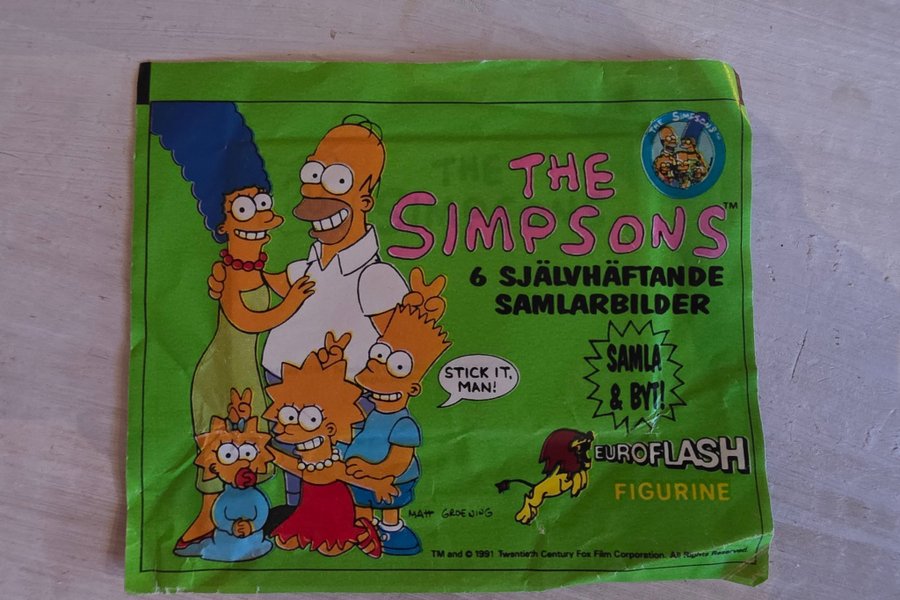 THE SIMPSONS™
THE
SIMPSONS™
6 SJÄLVHÄFTANDE
SAMLARBILDER
STICK IT,
MAN!
SAMLA
& BYT!
EUROFLASH
FIGURINE
MATT GROENING
TM and © 1991 Twentieth Century Fox Film Corporation. All Rights Reserved.